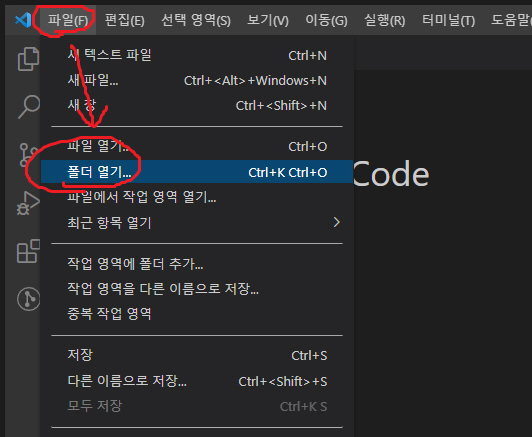 파일(F) 편집(E) 선택 영역(S) 보기(V) 이동(G) 실행(R) 터미널(T) 도움말
새 텍스트 파일 Ctrl+N
새 파일... Ctrl+<Alt>+Windows+N
새 창 Ctrl+<Shift>+N
파일 열기... Ctrl+O
폴더 열기... Ctrl+K Ctrl+O
Code
파일에서 작업 영역 열기...
최근 항목 열기
작업 영역에 폴더 추가...
작업 영역을 다른 이름으로 저장...
중복 작업 영역
저장 Ctrl+S
다른 이름으로 저장... Ctrl+<Shift>+S
모두 저장 Ctrl+K S